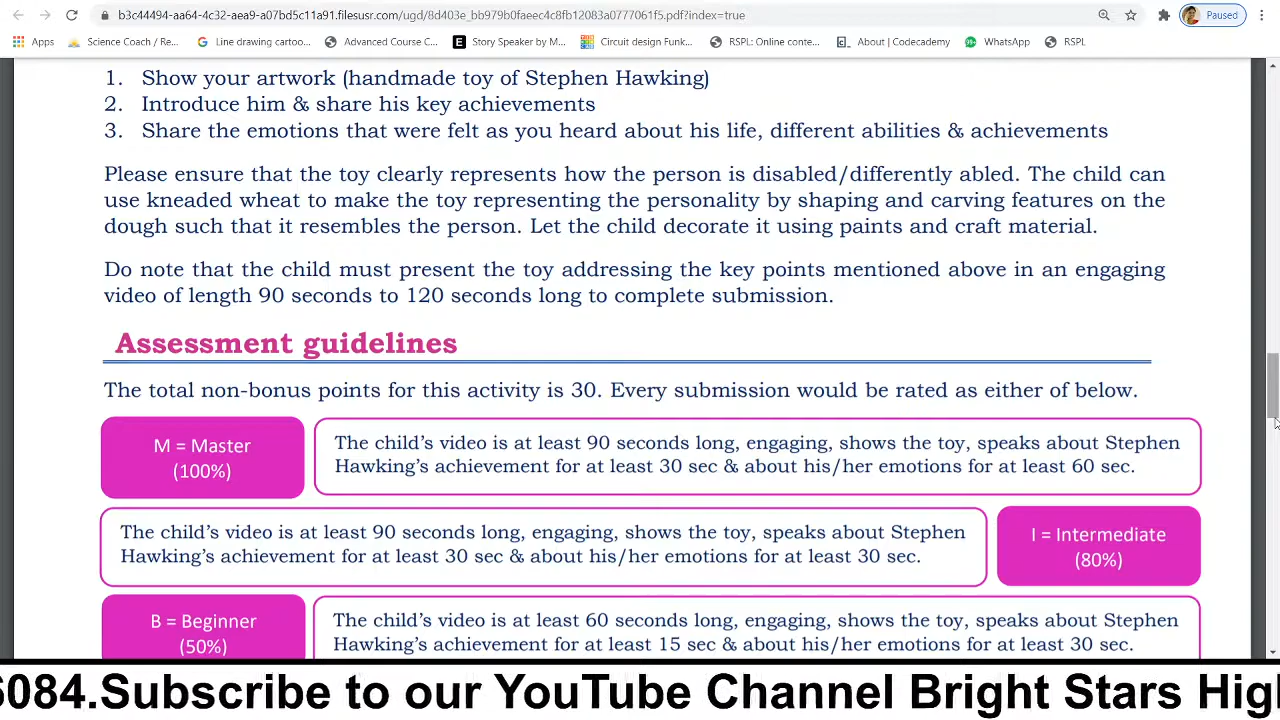 b3c44494-aa64-4c32-aea9-a07bd5c11a91.filesusr.com/ugd/8d403e_b0d79f9faefc4c8fb12083a0777061f5.pdf?index=true
Paused
Apps
Science Coach / Re...
Line drawing cartoo...
Advanced Course C...
Story Speaker by M...
Circuit design Funk...
RSPL: Online conte...
About | Codecademy
WhatsApp
RSPL
1. Show your artwork (handmade toy of Stephen Hawking)
2. Introduce him & share his key achievements
3. Share the emotions that were felt as you heard about his life, different abilities & achievements
Please ensure that the toy clearly represents how the person is disabled/differently abled. The child can
use kneaded wheat to make the toy representing the personality by shaping and carving features on the
dough such that it resembles the person. Let the child decorate it using paints and craft material.
Do note that the child must present the toy addressing the key points mentioned above in an engaging
video of length 90 seconds to 120 seconds long to complete submission.
Assessment guidelines
The total non-bonus points for this activity is 30. Every submission would be rated as either of below.
M = Master
(100%)
The child's video is at least 90 seconds long, engaging, shows the toy, speaks about Stephen
Hawking's achievement for at least 30 sec & about his/her emotions for at least 60 sec.
The child's video is at least 90 seconds long, engaging, shows the toy, speaks about Stephen
Hawking's achievement for at least 30 sec & about his/her emotions for at least 30 sec.
I = Intermediate
(80%)
B = Beginner
(50%)
The child's video is at least 60 seconds long, engaging, shows the toy, speaks about Stephen
Hawking's achievement for at least 15 sec & about his/her emotions for at least 30 sec.
6084.Subscribe to our YouTube Channel Bright Stars Hig